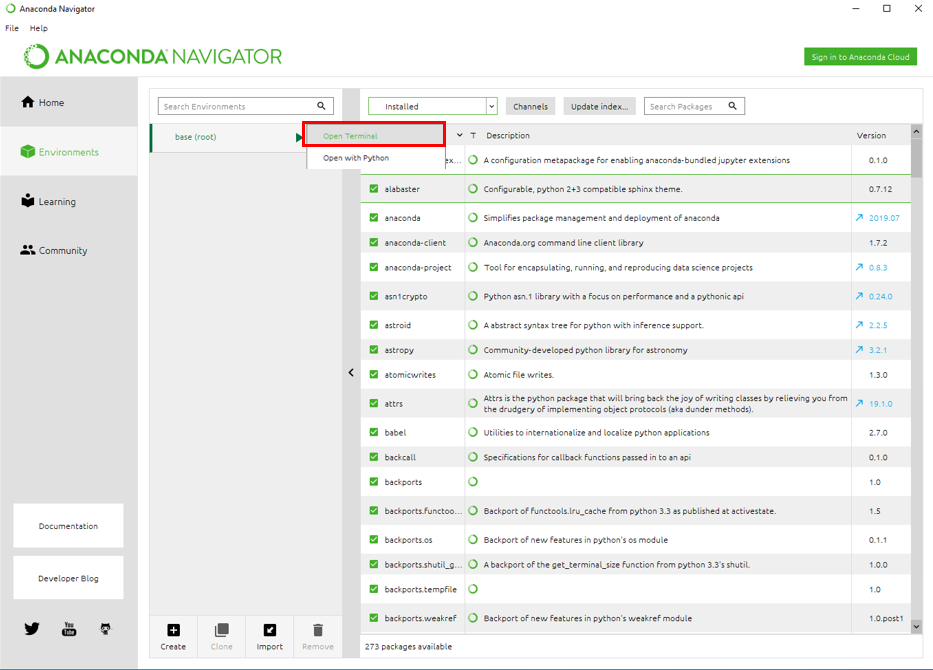 Anaconda Navigator
File Help
ANACONDA NAVIGATOR
Sign in to Anaconda Cloud
Home
Environments
Learning
Community
Documentation
Developer Blog
You
Tube
Search Environments
base (root)
Open Terminal
Open with Python
Create
Clone
Import
Remove
Installed
Channels
Update index...
Search Packages
T Description Version
ex... A configuration metapackage for enabling anaconda-bundled jupyter extensions 0.1.0
alabaster Configurable, python 2+3 compatible sphinx theme. 0.7.12
anaconda Simplifies package management and deployment of anaconda 2019.07
anaconda-client Anaconda.org command line client library 1.7.2
anaconda-project Tool for encapsulating, running, and reproducing data science projects 0.8.3
asn1crypto Python asn.1 library with a focus on performance and a pythonic api 0.24.0
astroid A abstract syntax tree for python with inference support. 2.2.5
astropy Community-developed python library for astronomy 3.2.1
atomicwrites Atomic file writes. 1.3.0
attrs Attrs is the python package that will bring back the joy of writing classes by relieving you from 19.1.0
the drudgery of implementing object protocols (aka dunder methods).
babel Utilities to internationalize and localize python applications 2.7.0
backcall Specifications for callback functions passed in to an api 0.1.0
backports 1.0
backports.functoo... Backport of functools.lru_cache from python 3.3 as published at activestate. 1.5
backports.os Backport of new features in python's os module 0.1.1
backports.shutil_g... A backport of the get_terminal_size function from python 3.3's shutil. 1.0.0
backports.tempfile 1.0
backports.weakref Backport of new features in python's weakref module 1.0.post1
273 packages available